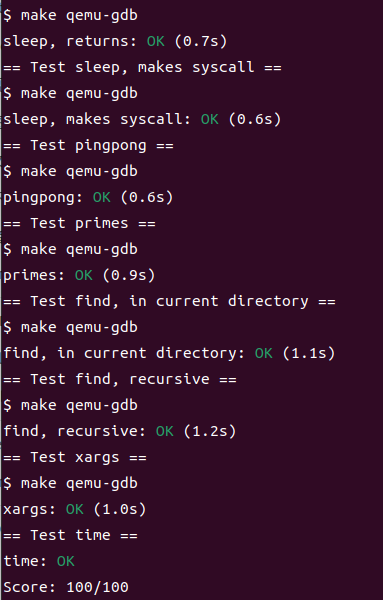 $ make qemu-gdb
sleep, returns: OK (0.7s)
== Test sleep, makes syscall ==
$ make qemu-gdb
sleep, makes syscall: OK (0.6s)
== Test pingpong ==
$ make qemu-gdb
pingpong: OK (0.6s)
== Test primes ==
$ make qemu-gdb
primes: OK (0.9s)
== Test find, in current directory ==
$ make qemu-gdb
find, in current directory: OK (1.1s)
== Test find, recursive ==
$ make qemu-gdb
find, recursive: OK (1.2s)
== Test xargs ==
$ make qemu-gdb
xargs: OK (1.0s)
== Test time ==
time: OK
Score: 100/100